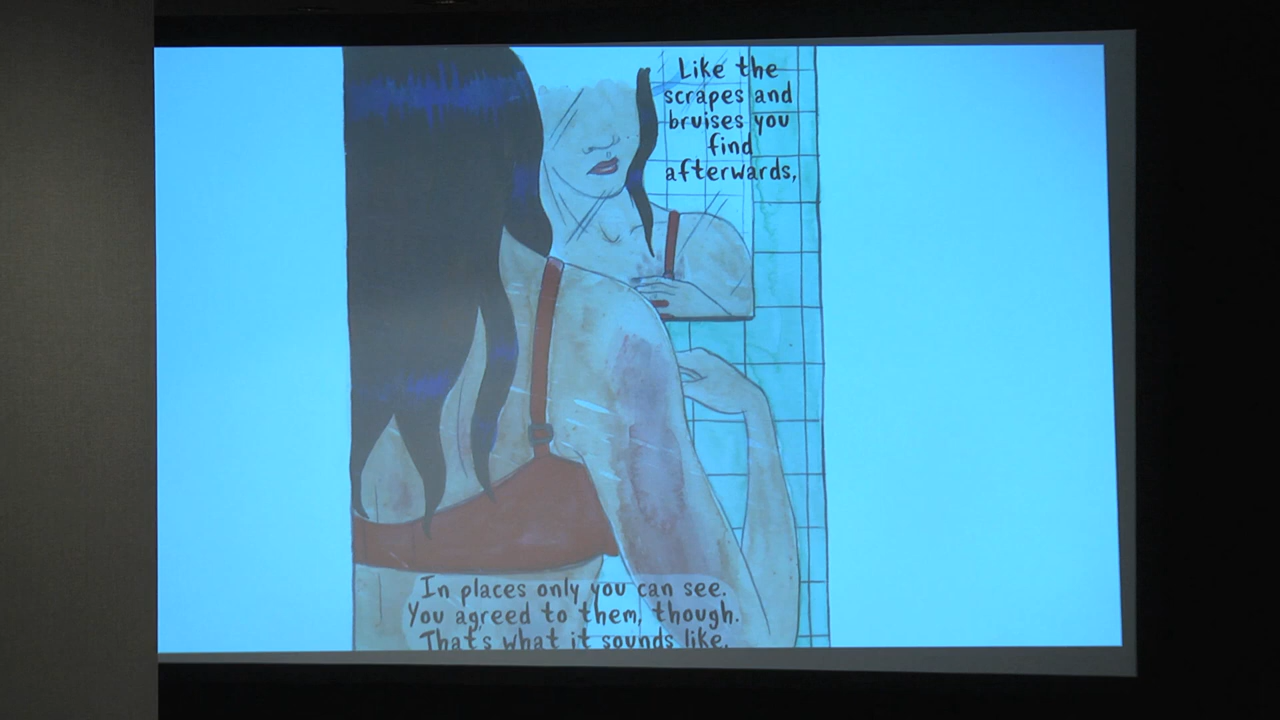 Like the
scrapes and
bruises you
find
afterwards,
In places only you can see.
You agreed to them, though.
That's what it sounds like.